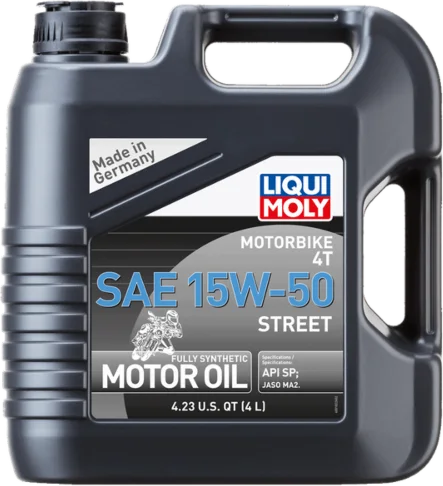 Made in
Germany
LIQUI
MOLY
MOTORBIKE
4T
SAE 15W-50
STREET
FULLY SYNTHETIC
MOTOR OIL
Specifications /
API SP;
JASO MA2.
4.23 U.S. QT (4 L)